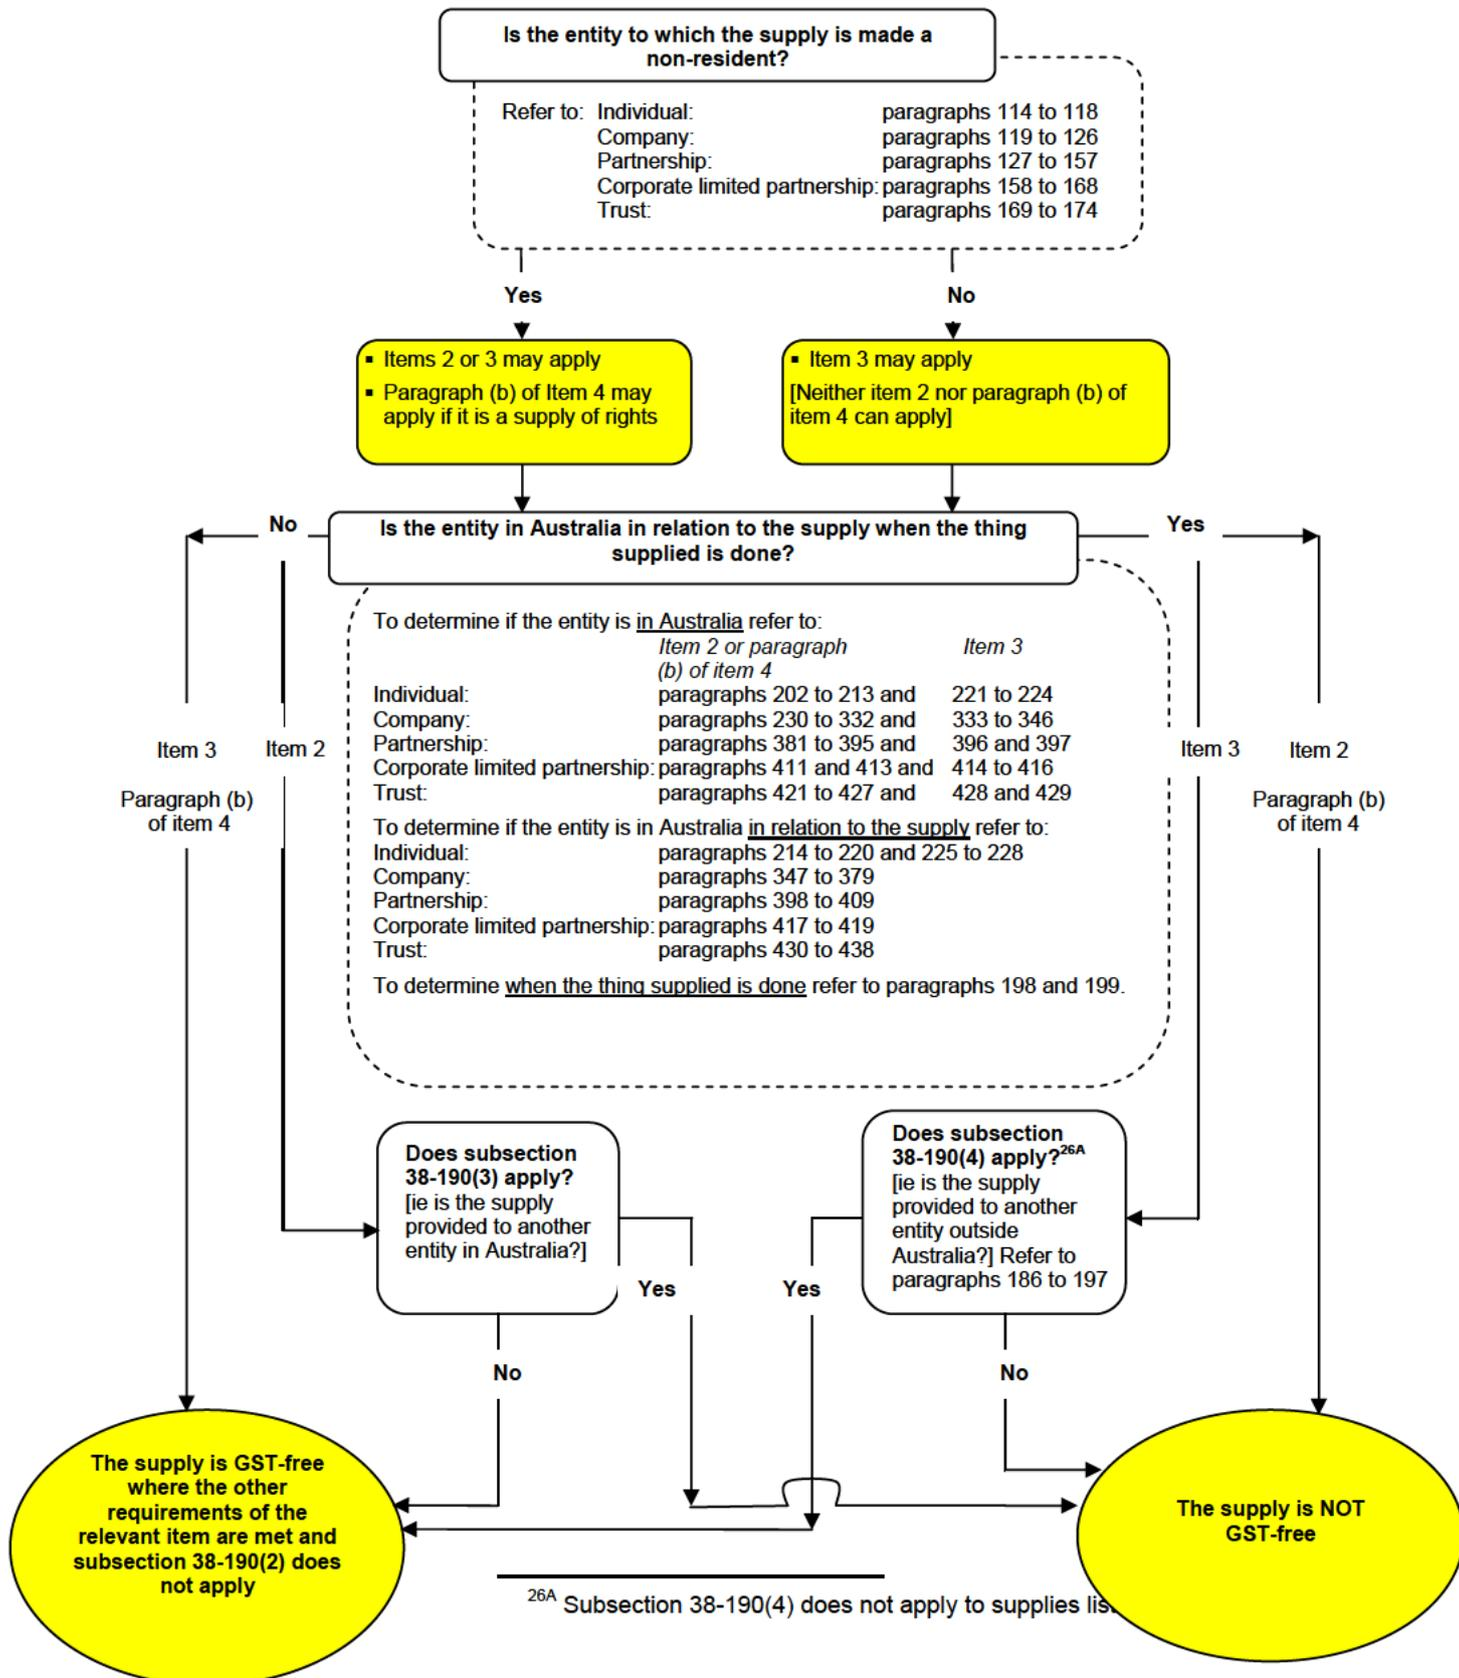 Is the entity to which the supply is made a
non-resident?
Refer to: Individual: paragraphs 114 to 118
Company: paragraphs 119 to 126
Partnership: paragraphs 127 to 157
Corporate limited partnership: paragraphs 158 to 168
Trust: paragraphs 169 to 174
Yes
No
▪ Items 2 or 3 may apply
▪ Paragraph (b) of Item 4 may
apply if it is a supply of rights
▪ Item 3 may apply
[Neither item 2 nor paragraph (b) of
item 4 can apply]
No
Is the entity in Australia in relation to the supply when the thing
supplied is done?
Yes
To determine if the entity is in Australia refer to:
Item 2 or paragraph Item 3
(b) of item 4
Individual: paragraphs 202 to 213 and 221 to 224
Company: paragraphs 230 to 332 and 333 to 346
Partnership: paragraphs 381 to 395 and 396 and 397
Corporate limited partnership: paragraphs 411 and 413 and 414 to 416
Trust: paragraphs 421 to 427 and 428 and 429
To determine if the entity is in Australia in relation to the supply refer to:
Individual: paragraphs 214 to 220 and 225 to 228
Company: paragraphs 347 to 379
Partnership: paragraphs 398 to 409
Corporate limited partnership: paragraphs 417 to 419
Trust: paragraphs 430 to 438
To determine when the thing supplied is done refer to paragraphs 198 and 199.
Item 3
Paragraph (b)
of item 4
Item 2
Item 3
Item 2
Paragraph (b)
of item 4
Does subsection
38-190(3) apply?
[ie is the supply
provided to another
entity in Australia?]
Does subsection
38-190(4) apply?26A
[ie is the supply
provided to another
entity outside
Australia?] Refer to
paragraphs 186 to 197
Yes
Yes
No
No
The supply is GST-free
where the other
requirements of the
relevant item are met and
subsection 38-190(2) does
not apply
The supply is NOT
GST-free
26A Subsection 38-190(4) does not apply to supplies